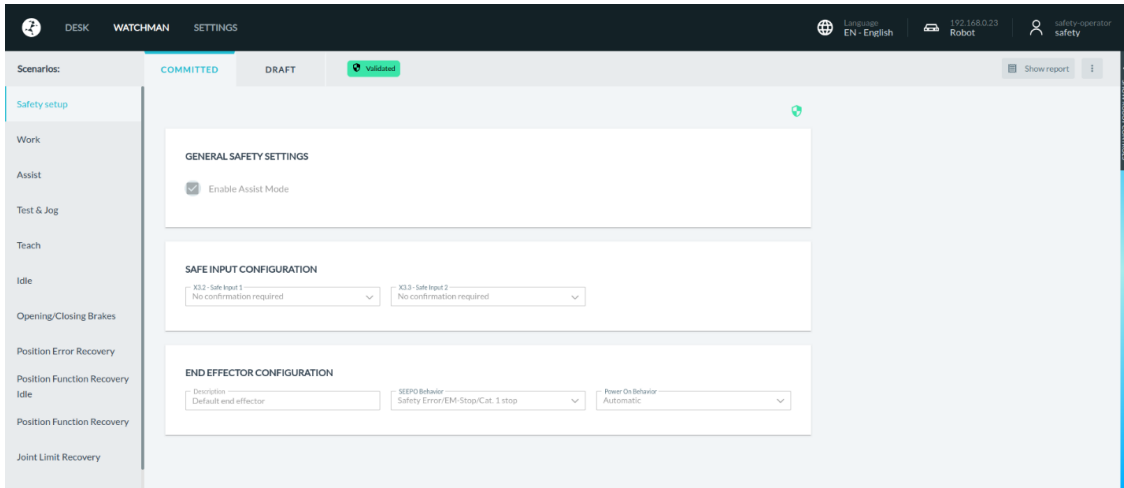 DESK WATCHMAN SETTINGS
Language
EN - English
192.168.0.23
Robot
safety-operator
safety
Scenarios:
COMMITTED DRAFT Validated Show report
Safety setup
Work
Assist
Test & Jog
Teach
Idle
Opening/Closing Brakes
Position Error Recovery
Position Function Recovery
Idle
Position Function Recovery
Joint Limit Recovery
GENERAL SAFETY SETTINGS
Enable Assist Mode
SAFE INPUT CONFIGURATION
X3.2 - Safe Input 1
No confirmation required
X3.3 - Safe Input 2
No confirmation required
END EFFECTOR CONFIGURATION
Description
Default end effector
SEEPO Behavior
Safety Error/EM-Stop/Cat. 1 stop
Power On Behavior
Automatic